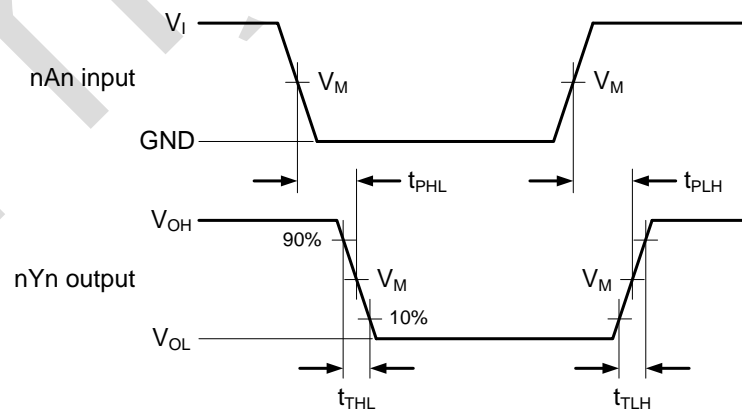 V_I
nAn input
V_M
V_M
GND
t_PHL
t_PLH
V_OH
90%
nYn output
V_M
V_M
10%
V_OL
t_THL
t_TLH